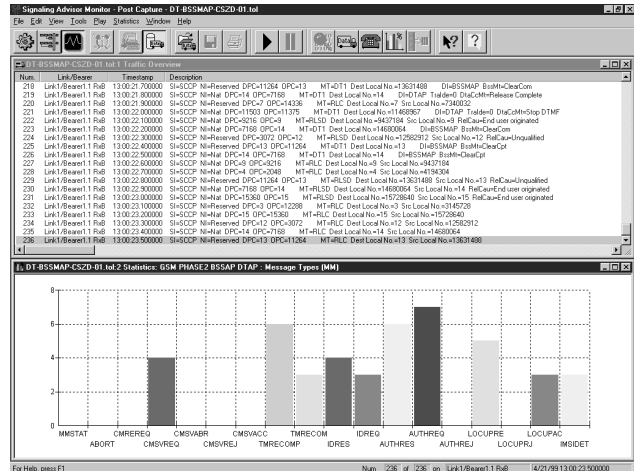 Signaling Advisor Monitor - Post Capture - DT-BSSMAP-CSZD-01.tol
File Edit View Tools Play Statistics Window Help
DT-BSSMAP-CSZD-01.tol:1 Traffic Overview
Num. Link/Bearer Timestamp Description
218 Link1/Bearer1.1 RxB 13:00:21.700000 SI=SCCP NI=Reserved DPC=11264 OPC=13 MT=DT1 Dest Local No.=13631488 DI=BSSMAP BssMt=ClearCom
219 Link1/Bearer1.1 RxB 13:00:21.800000 SI=SCCP NI=Nat DPC=14 OPC=7168 MT=DT1 Dest Local No.=14 DI=DTAP TraIde=0 DtaCcMt=Release Complete
220 Link1/Bearer1.1 RxB 13:00:21.900000 SI=SCCP NI=Reserved DPC=7 OPC=14336 MT=RLC Dest Local No.=7 Src Local No.=7340032
221 Link1/Bearer1.1 RxB 13:00:22.000000 SI=SCCP NI=Nat DPC=11503 OPC=11375 MT=DT1 Dest Local No.=11468967 DI=DTAP TraIde=0 DtaCcMt=Stop DTMF
222 Link1/Bearer1.1 RxB 13:00:22.100000 SI=SCCP NI=Nat DPC=9216 OPC=9 MT=RLSD Dest Local No.=9437184 Src Local No.=9 RelCau=End user originated
223 Link1/Bearer1.1 RxB 13:00:22.200000 SI=SCCP NI=Nat DPC=7168 OPC=14 MT=DT1 Dest Local No.=14680064 DI=BSSMAP BssMt=ClearCom
224 Link1/Bearer1.1 RxB 13:00:22.300000 SI=SCCP NI=Reserved DPC=3072 OPC=12 MT=RLSD Dest Local No.=12582912 Src Local No.=12 RelCau=Unqualified
225 Link1/Bearer1.1 RxB 13:00:22.400000 SI=SCCP NI=Reserved DPC=13 OPC=11264 MT=DT1 Dest Local No.=13 DI=BSSMAP BssMt=ClearCpt
226 Link1/Bearer1.1 RxB 13:00:22.500000 SI=SCCP NI=Nat DPC=14 OPC=7168 MT=DT1 Dest Local No.=14 DI=BSSMAP BssMt=ClearCpt
227 Link1/Bearer1.1 RxB 13:00:22.600000 SI=SCCP NI=Nat DPC=9 OPC=9216 MT=RLC Dest Local No.=9 Src Local No.=9437184
228 Link1/Bearer1.1 RxB 13:00:22.700000 SI=SCCP NI=Nat DPC=4 OPC=2048 MT=RLC Dest Local No.=4 Src Local No.=4194304
229 Link1/Bearer1.1 RxB 13:00:22.800000 SI=SCCP NI=Reserved DPC=11264 OPC=13 MT=RLSD Dest Local No.=13631488 Src Local No.=13 RelCau=Unqualified
230 Link1/Bearer1.1 RxB 13:00:22.900000 SI=SCCP NI=Nat DPC=7168 OPC=14 MT=RLSD Dest Local No.=14680064 Src Local No.=14 RelCau=End user originated
231 Link1/Bearer1.1 RxB 13:00:23.000000 SI=SCCP NI=Nat DPC=15360 OPC=15 MT=RLSD Dest Local No.=15728640 Src Local No.=15 RelCau=End user originated
232 Link1/Bearer1.1 RxB 13:00:23.100000 SI=SCCP NI=Reserved DPC=3 OPC=12288 MT=RLC Dest Local No.=3 Src Local No.=3145728
233 Link1/Bearer1.1 RxB 13:00:23.200000 SI=SCCP NI=Nat DPC=15 OPC=15360 MT=RLC Dest Local No.=15 Src Local No.=15728640
234 Link1/Bearer1.1 RxB 13:00:23.300000 SI=SCCP NI=Reserved DPC=12 OPC=3072 MT=RLC Dest Local No.=12 Src Local No.=12582912
235 Link1/Bearer1.1 RxB 13:00:23.400000 SI=SCCP NI=Nat DPC=14 OPC=7168 MT=RLC Dest Local No.=14 Src Local No.=14680064
236 Link1/Bearer1.1 RxB 13:00:23.500000 SI=SCCP NI=Reserved DPC=13 OPC=11264 MT=RLC Dest Local No.=13 Src Local No.=13631488
DT-BSSMAP-CSZD-01.tol:2 Statistics: GSM PHASE2 BSSAP DTAP : Message Types (MM)
8
6
4
2
0
MMSTAT CMREREQ CMSVABR CMSVACC TMRECOM IDREQ AUTHREQ LOCUPRE LOCUPAC
ABORT CMSVREQ CMSVREJ TMRECOMP IDRES AUTHRES AUTHREJ LOCUPRJ IMSIDET
For Help, press F1
Num 236 of 236 on Link1/Bearer1.1 RxB 4/21/99 13:00:23.500000